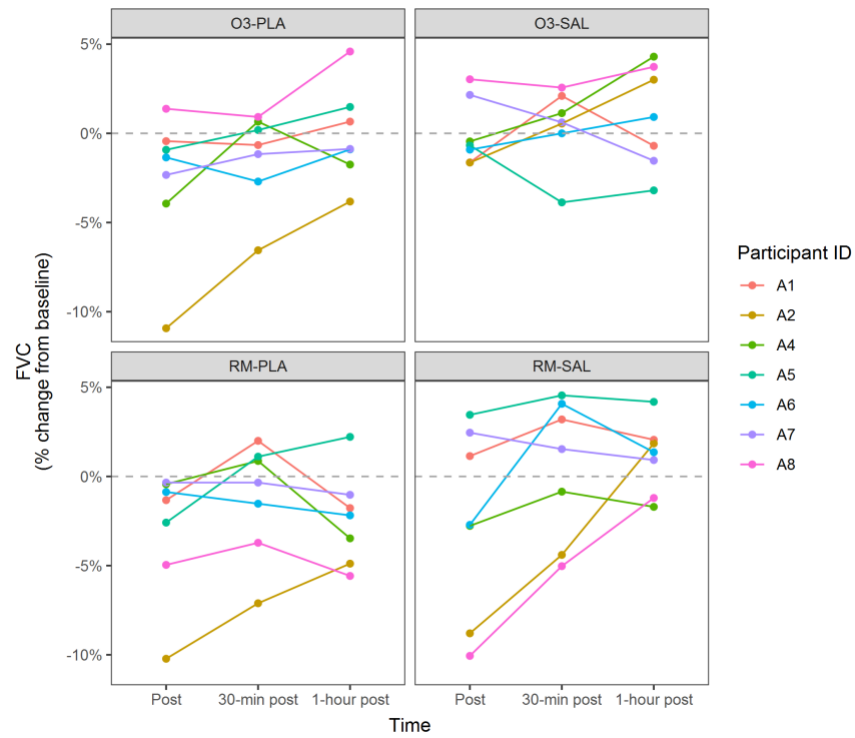 O3-PLA
O3-SAL
5%
0%
-5%
-10%
RM-PLA
RM-SAL
5%
0%
-5%
-10%
Post
30-min post
1-hour post
Post
30-min post
1-hour post
Time
FVC
(% change from baseline)
Participant ID
A1
A2
A4
A5
A6
A7
A8